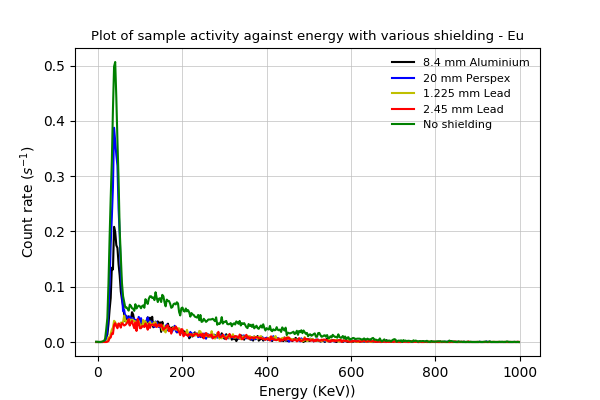 Plot of sample activity against energy with various shielding - Eu
8.4 mm Aluminium
20 mm Perspex
1.225 mm Lead
2.45 mm Lead
No shielding
Count rate (s⁻¹)
0.5
0.4
0.3
0.2
0.1
0.0
0 200 400 600 800 1000
Energy (KeV))